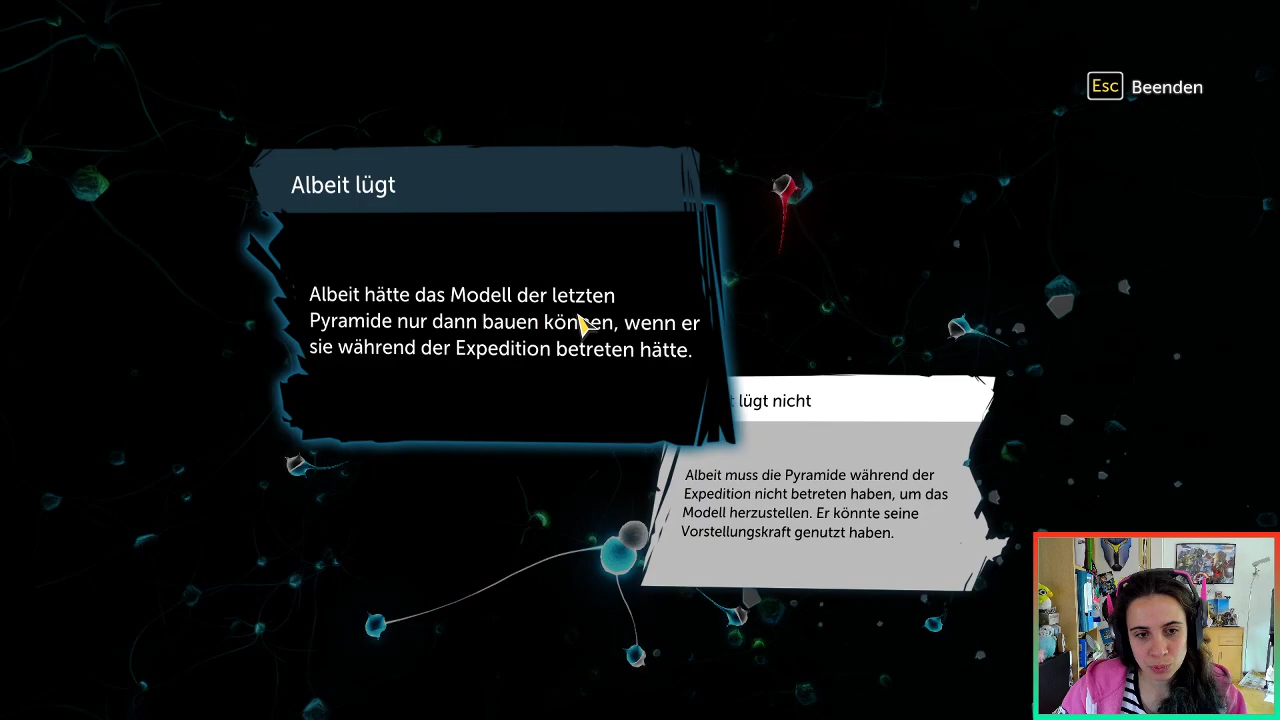 Esc Beenden
Albeit lügt
Albeit hätte das Modell der letzten
Pyramide nur dann bauen können, wenn er
sie während der Expedition betreten hätte.
t lügt nicht
Albeit muss die Pyramide während der
Expedition nicht betreten haben, um das
Modell herzustellen. Er könnte seine
Vorstellungskraft genutzt haben.